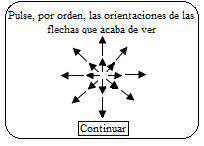 Pulse, por orden, las orientaciones de las
flechas que acaba de ver
Continuar